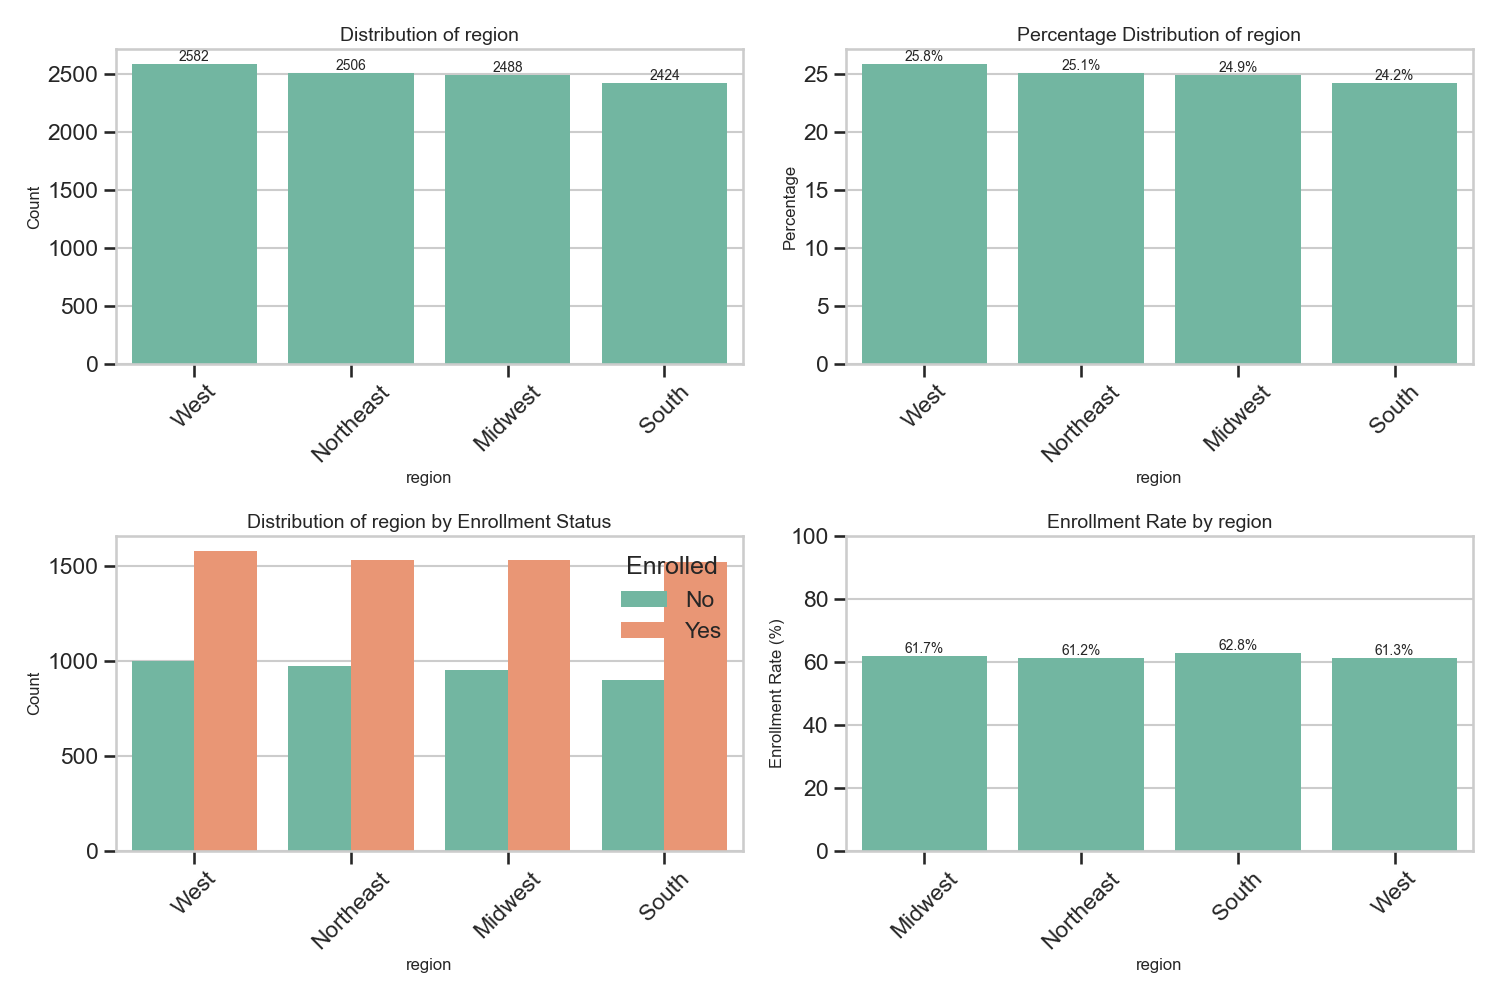 Distribution of region
Count
2500
2000
1500
1000
500
0
2582
2506
2488
2424
West
Northeast
Midwest
South
region
Percentage Distribution of region
Percentage
25
20
15
10
5
0
25.8%
25.1%
24.9%
24.2%
West
Northeast
Midwest
South
region
Distribution of region by Enrollment Status
Count
1500
1000
500
0
Enrolled
No
Yes
West
Northeast
Midwest
South
region
Enrollment Rate by region
Enrollment Rate (%)
100
80
60
40
20
0
61.7%
61.2%
62.8%
61.3%
Midwest
Northeast
South
West
region